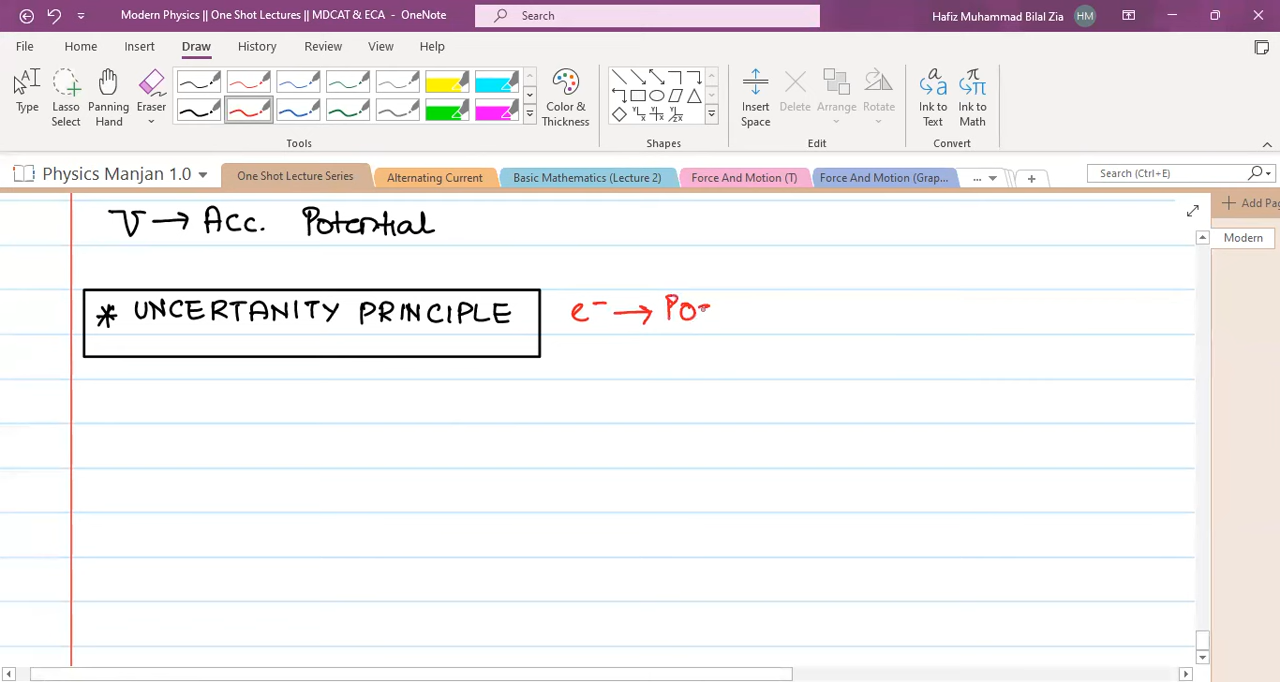 Modern Physics || One Shot Lectures || MDCAT & ECA - OneNote
Search
Hafiz Muhammad Bilal Zia HM
File Home Insert Draw History Review View Help
Type Lasso Select Panning Hand Eraser Color & Thickness Insert Space Delete Arrange Rotate Ink to Text Ink to Math
Tools Shapes Edit Convert
Physics Manjan 1.0 One Shot Lecture Series Alternating Current Basic Mathematics (Lecture 2) Force And Motion (T) Force And Motion (Grap... ... + Search (Ctrl+E)
V → Acc. Potential
+ Add Pag
Modern
* UNCERTANITY PRINCIPLE e⁻ → Po